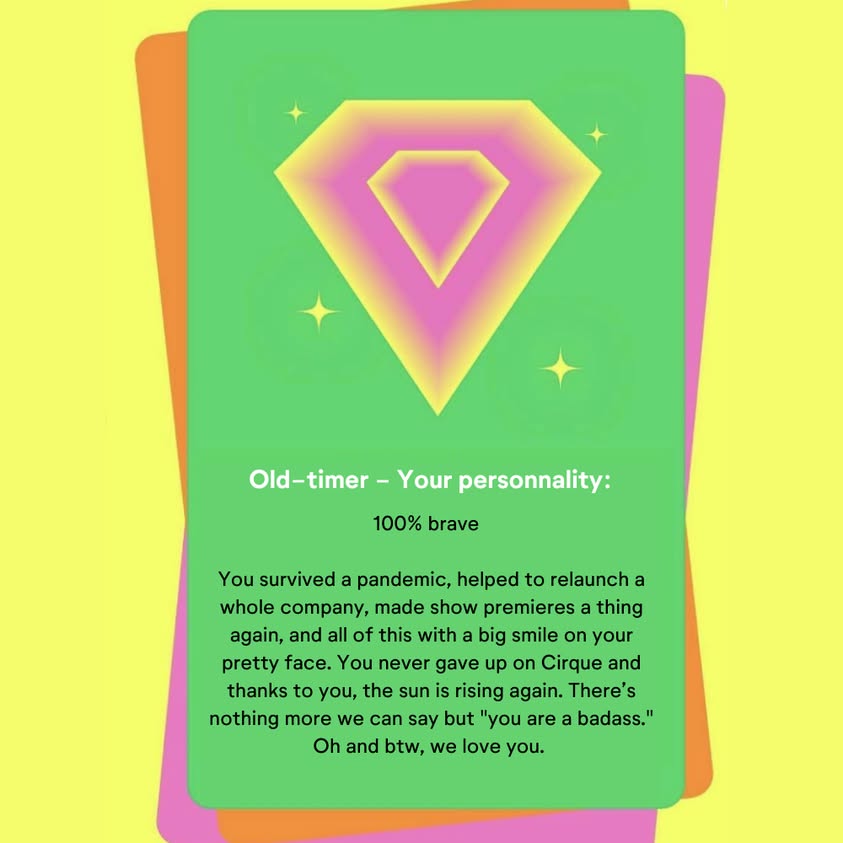 Old-timer - Your personnality:
100% brave
You survived a pandemic, helped to relaunch a
whole company, made show premieres a thing
again, and all of this with a big smile on your
pretty face. You never gave up on Cirque and
thanks to you, the sun is rising again. There’s
nothing more we can say but "you are a badass."
Oh and btw, we love you.